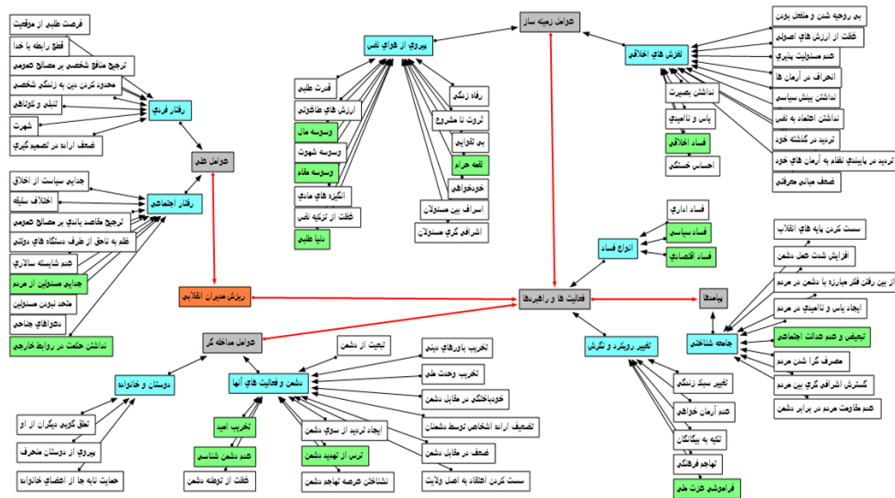 عوامل زمینه ساز
پیروی از هوای نفس
لغزش های اخلاقی
بی روحیه شدن و منفعل بودن
غفلت از ارزش های اصولی
عدم مسئولیت پذیری
انحراف در آرمان ها
نداشتن بصیرت
نداشتن بینش سیاسی
یاس و ناامیدی
نداشتن اعتماد به نفس
فساد اخلاقی
تردید در گذشته خود
احساس خستگی
تردید در پایبندی نظام به آرمان های خود
ضعف مبانی معرفتی
قدرت طلبی
ارزش های طاغوتی
وسوسه مال
وسوسه شهوت
وسوسه مقام
انگیزه های مادی
غفلت از تزکیه نفس
دنیا طلبی
رفاه زدگی
ثروت نا مشروع
بی تقوایی
لقمه حرام
خودخواهی
اسراف بین مسئولان
اشرافی گری مسئولان
فرصت طلبی از موقعیت
قطع رابطه با خدا
ترجیح منافع شخصی بر مصالح عمومی
محدود کردن دین به زندگی شخصی
تنبلی و کوتاهی
شهرت
ضعف اراده در تصمیم گیری
رفتار فردی
عوامل علی
رفتار اجتماعی
جدایی سیاست از اخلاق
اختلاف سلیقه
ترجیح مقاصد باندی بر مصالح عمومی
ظلم به ناحق از طرف دستگاه های دولتی
عدم شایسته سالاری
جدایی مسئولین از مردم
متحد نبودن مسئولین
دعواهای جناحی
نداشتن حکمت در روابط خارجی
ریزش مدیران انقلابی
فعالیت ها و راهبردها
پیامدها
انواع فساد
فساد اداری
فساد سیاسی
فساد اقتصادی
سست کردن پایه های انقلاب
افزایش شدت عمل دشمن
از بین رفتن فکر مبارزه با دشمن در مردم
ایجاد یاس و ناامیدی در مردم
تبعیض و عدم عدالت اجتماعی
جامعه شناختی
مصرف گرا شدن مردم
گسترش اشرافی گری بین مردم
عدم مقاومت مردم در برابر دشمن
تغییر رویکرد و نگرش
تغییر سبک زندگی
عدم آرمان خواهی
تکیه به بیگانگان
تهاجم فرهنگی
فراموشی عزت ملی
عوامل مداخله گر
دوستان و خانواده
تملق گویی دیگران از او
پیروی از دوستان منحرف
حمایت نابه جا از اعضای خانواده
دشمن و فعالیت های آنها
تبعیت از دشمن
تخریب باورهای دینی
تخریب وحدت ملی
خودباختگی در مقابل دشمن
تضعیف اراده اشخاص توسط دشمنان
ضعف در مقابل دشمن
سست کردن اعتقاد به اصل ولایت
تخریب امید
عدم دشمن شناسی
غفلت از توطئه دشمن
ایجاد تردید از سوی دشمن
ترس از تهدید دشمن
نشناختن عرصه تهاجم دشمن